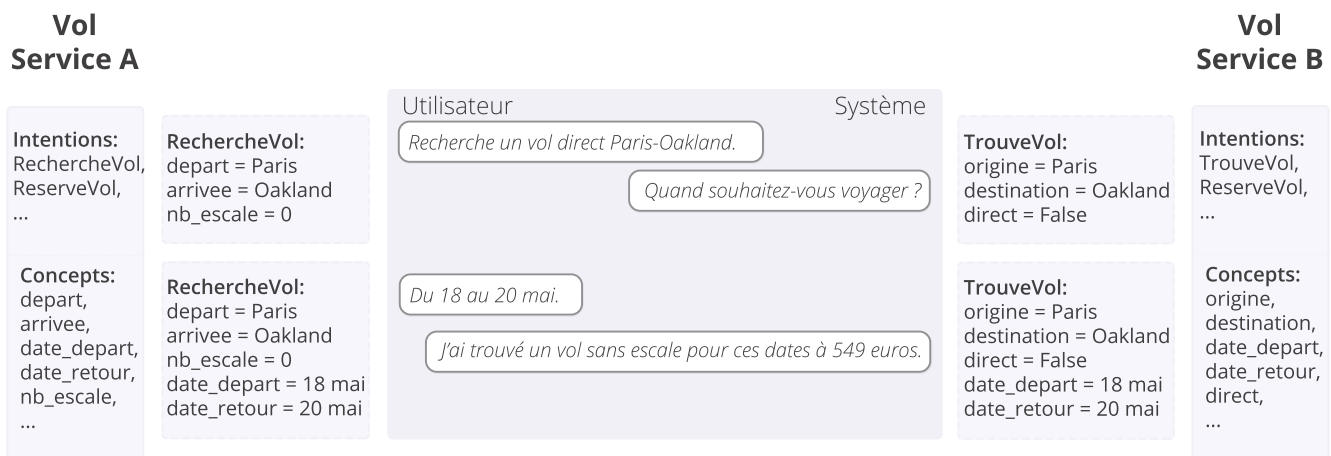 Vol
Service A
Intentions:
RechercheVol,
ReserveVol,
...
Concepts:
depart,
arrivee,
date_depart,
date_retour,
nb_escale,
...
RechercheVol:
depart = Paris
arrivee = Oakland
nb_escale = 0
RechercheVol:
depart = Paris
arrivee = Oakland
nb_escale = 0
date_depart = 18 mai
date_retour = 20 mai
Utilisateur
Système
Recherche un vol direct Paris-Oakland.
Quand souhaitez-vous voyager ?
Du 18 au 20 mai.
J’ai trouvé un vol sans escale pour ces dates à 549 euros.
TrouveVol:
origine = Paris
destination = Oakland
direct = False
TrouveVol:
origine = Paris
destination = Oakland
direct = False
date_depart = 18 mai
date_retour = 20 mai
Vol
Service B
Intentions:
TrouveVol,
ReserveVol,
...
Concepts:
origine,
destination,
date_depart,
date_retour,
direct,
...